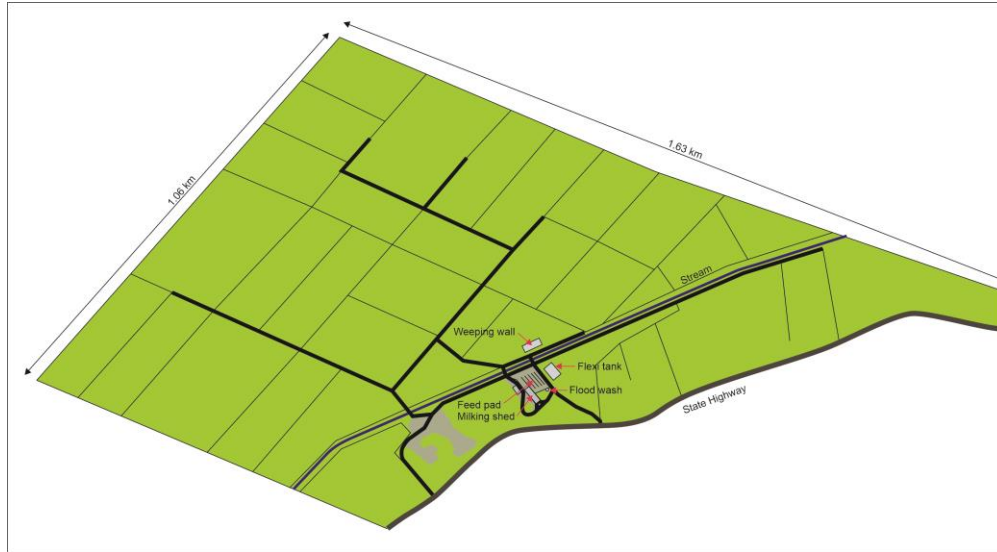 1.63 km
1.06 km
Stream
Weeping wall
Flexi tank
Flood wash
Feed pad
Milking shed
State Highway